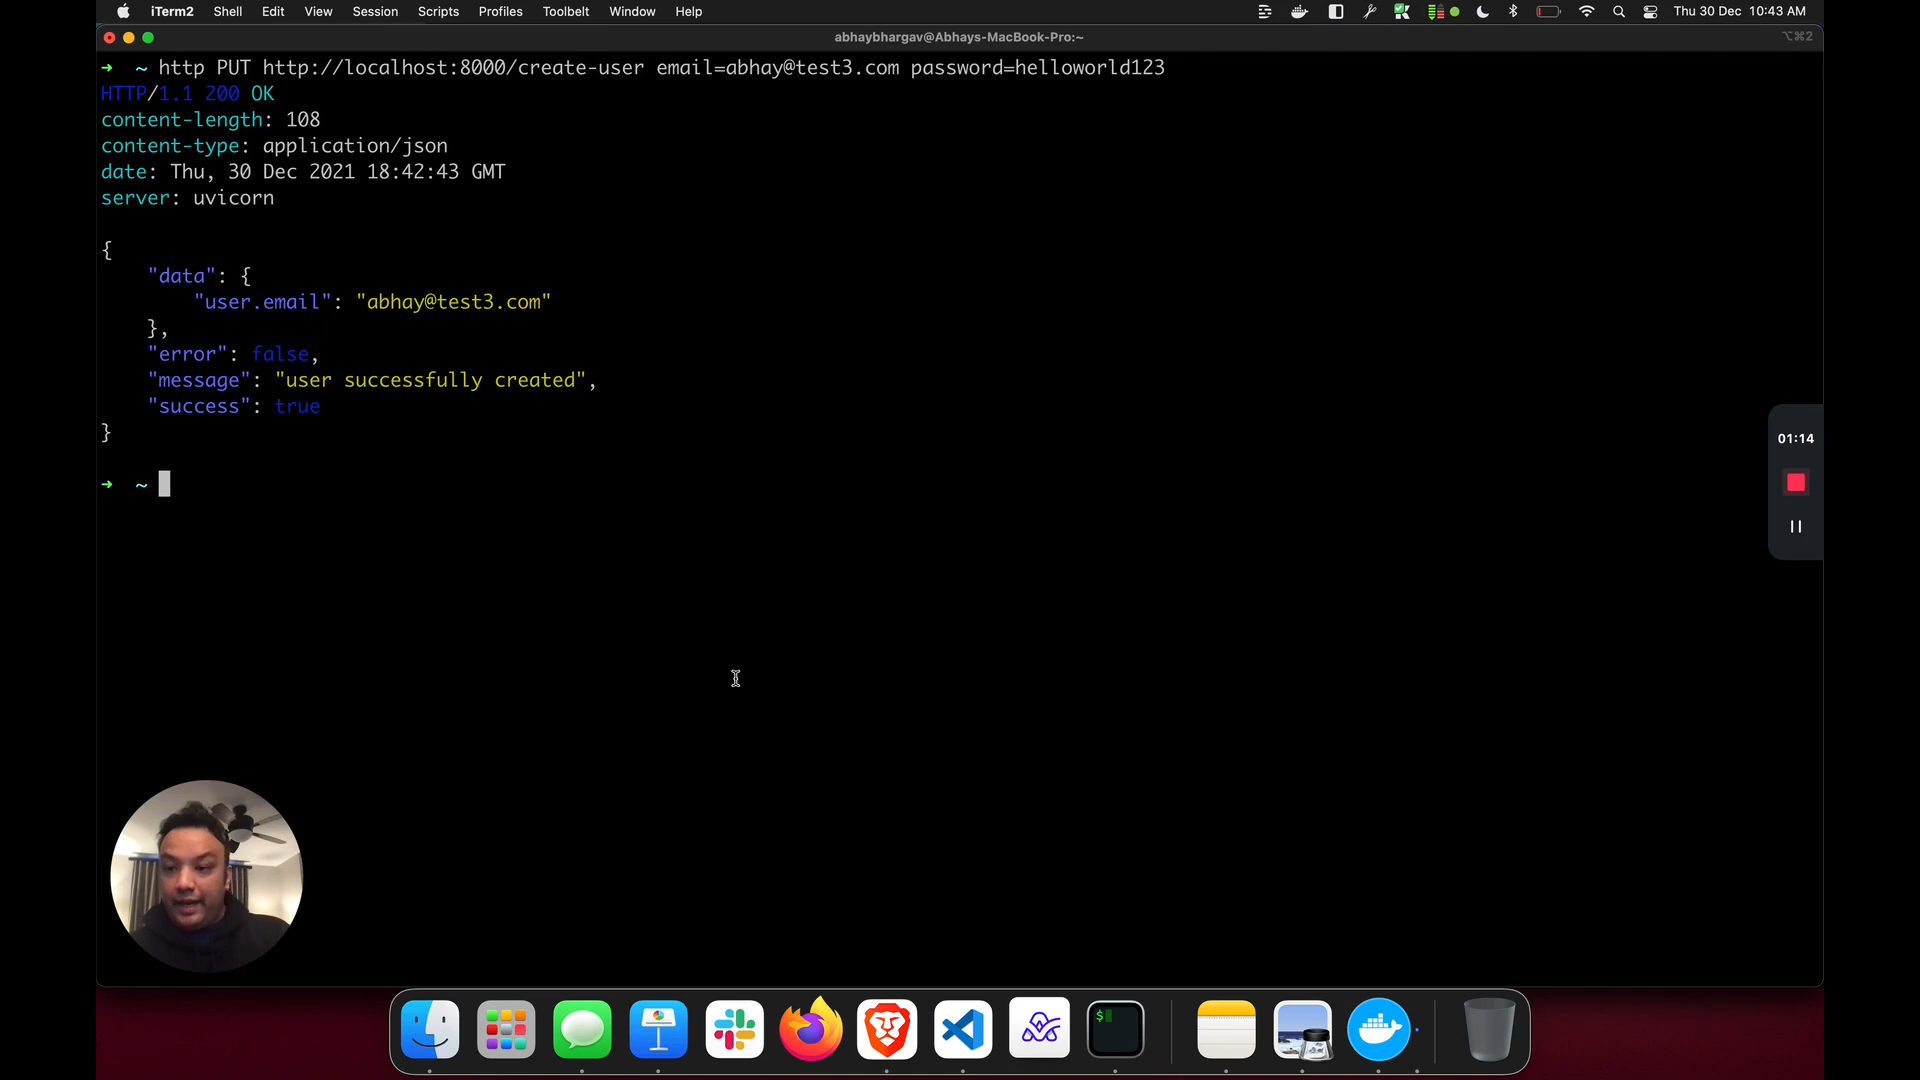 iTerm2 Shell Edit View Session Scripts Profiles Toolbelt Window Help Thu 30 Dec 10:43 AM
abhaybhargav@Abhays-MacBook-Pro:~ ⌥⌘2
➜ ~ http PUT http://localhost:8000/create-user email=abhay@test3.com password=helloworld123
HTTP/1.1 200 OK
content-length: 108
content-type: application/json
date: Thu, 30 Dec 2021 18:42:43 GMT
server: uvicorn
{
"data": {
"user.email": "abhay@test3.com"
},
"error": false,
"message": "user successfully created",
"success": true
}
➜ ~
01:14
$